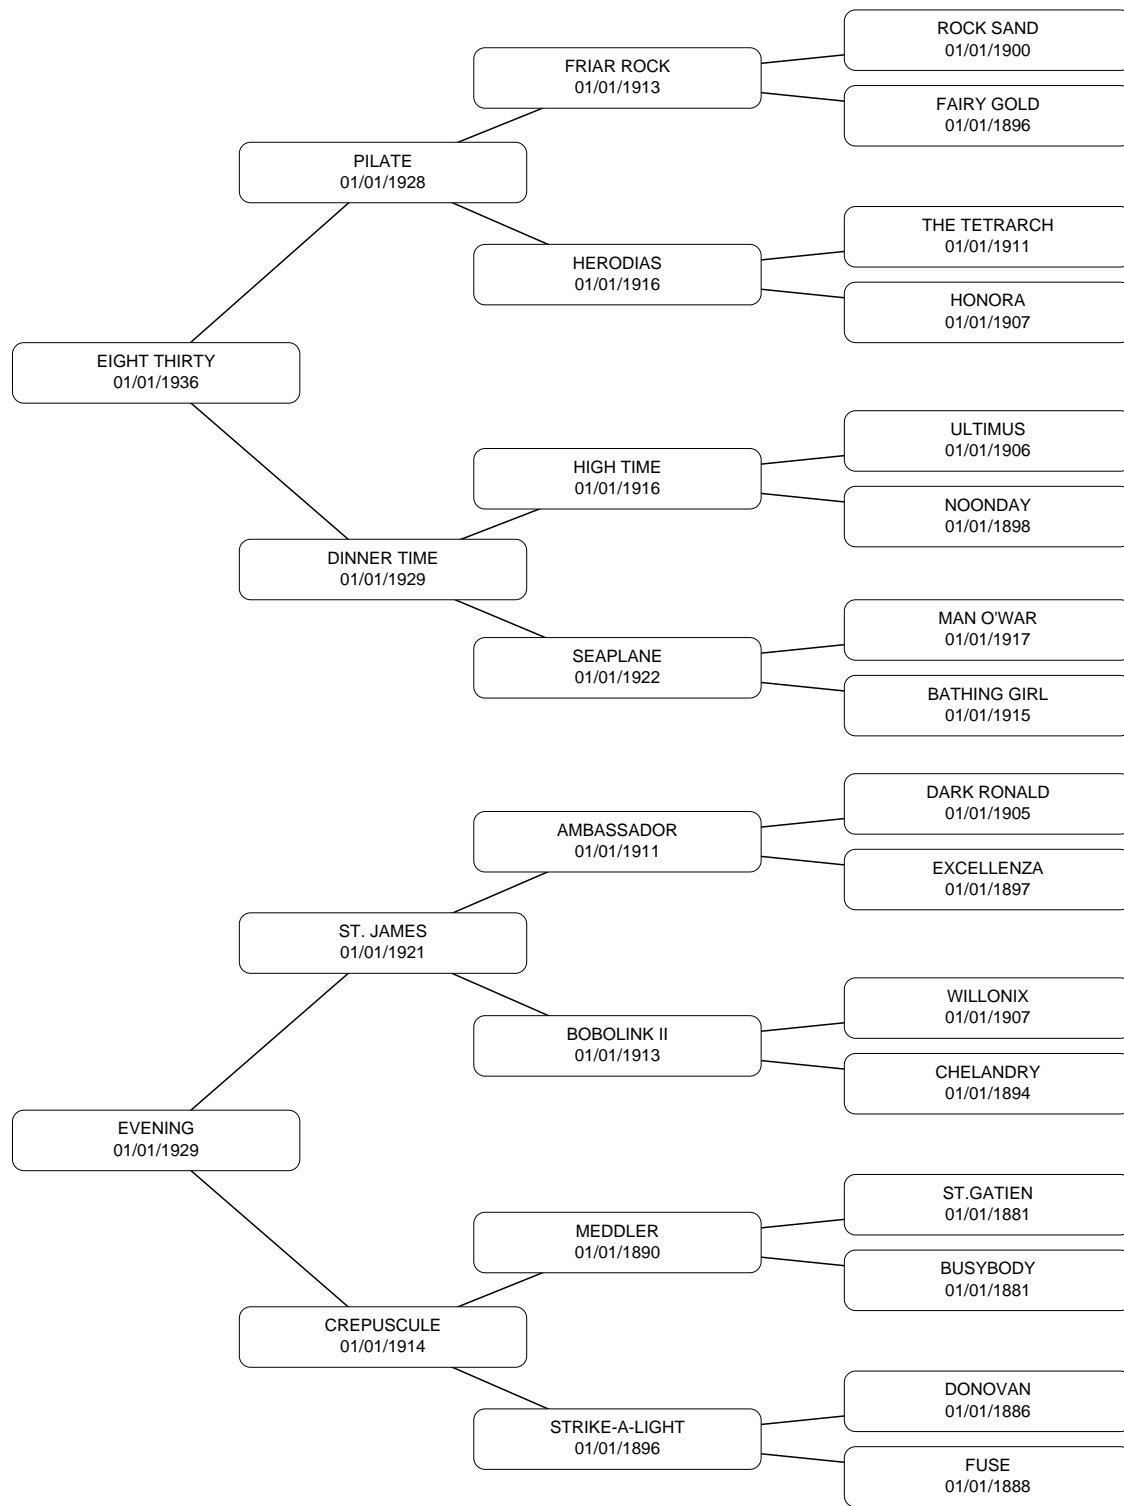 ROCK SAND
01/01/1900
FRIAR ROCK
01/01/1913
FAIRY GOLD
01/01/1896
PILATE
01/01/1928
THE TETRARCH
01/01/1911
HERODIAS
01/01/1916
HONORA
01/01/1907
EIGHT THIRTY
01/01/1936
ULTIMUS
01/01/1906
HIGH TIME
01/01/1916
NOONDAY
01/01/1898
DINNER TIME
01/01/1929
MAN O'WAR
01/01/1917
SEAPLANE
01/01/1922
BATHING GIRL
01/01/1915
DARK RONALD
01/01/1905
AMBASSADOR
01/01/1911
EXCELLENZA
01/01/1897
ST. JAMES
01/01/1921
WILLONIX
01/01/1907
BOBOLINK II
01/01/1913
CHELANDRY
01/01/1894
EVENING
01/01/1929
ST.GATIEN
01/01/1881
MEDDLER
01/01/1890
BUSYBODY
01/01/1881
CREPUSCULE
01/01/1914
DONOVAN
01/01/1886
STRIKE-A-LIGHT
01/01/1896
FUSE
01/01/1888